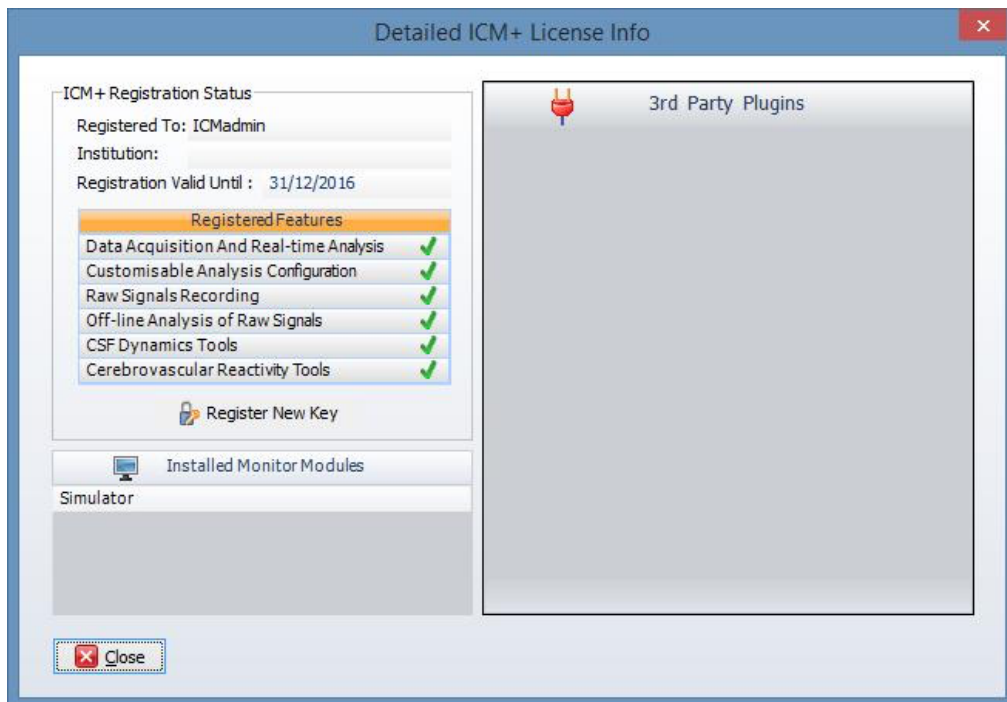 Detailed ICM+ License Info
ICM+ Registration Status
Registered To: ICMadmin
Institution:
Registration Valid Until : 31/12/2016
Registered Features
Data Acquisition And Real-time Analysis
Customisable Analysis Configuration
Raw Signals Recording
Off-line Analysis of Raw Signals
CSF Dynamics Tools
Cerebrovascular Reactivity Tools
Register New Key
Installed Monitor Modules
Simulator
3rd Party Plugins
Close